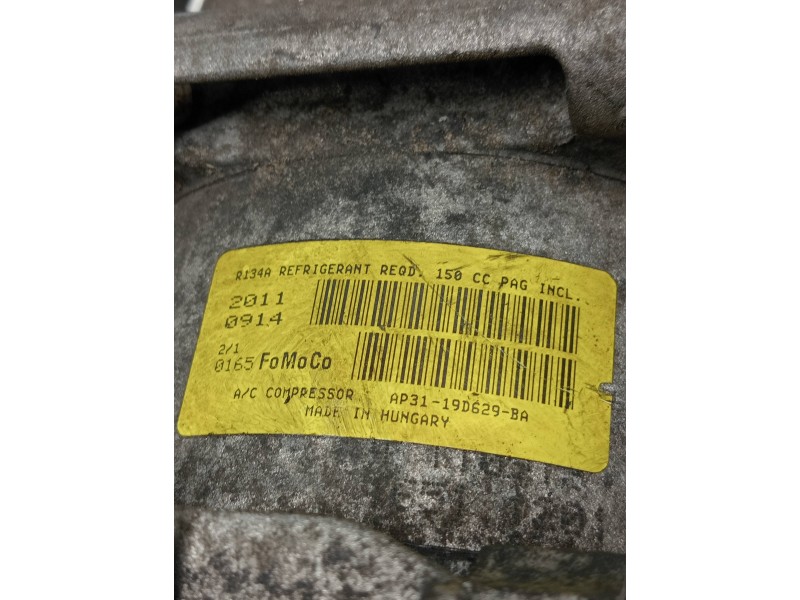 R134A REFRIGERANT REQD. 150 CC PAG INCL..
2011
0914
2/1
0165 FoMoCo
A/C COMPRESSOR AP31-19D629-BA
MADE IN HUNGARY